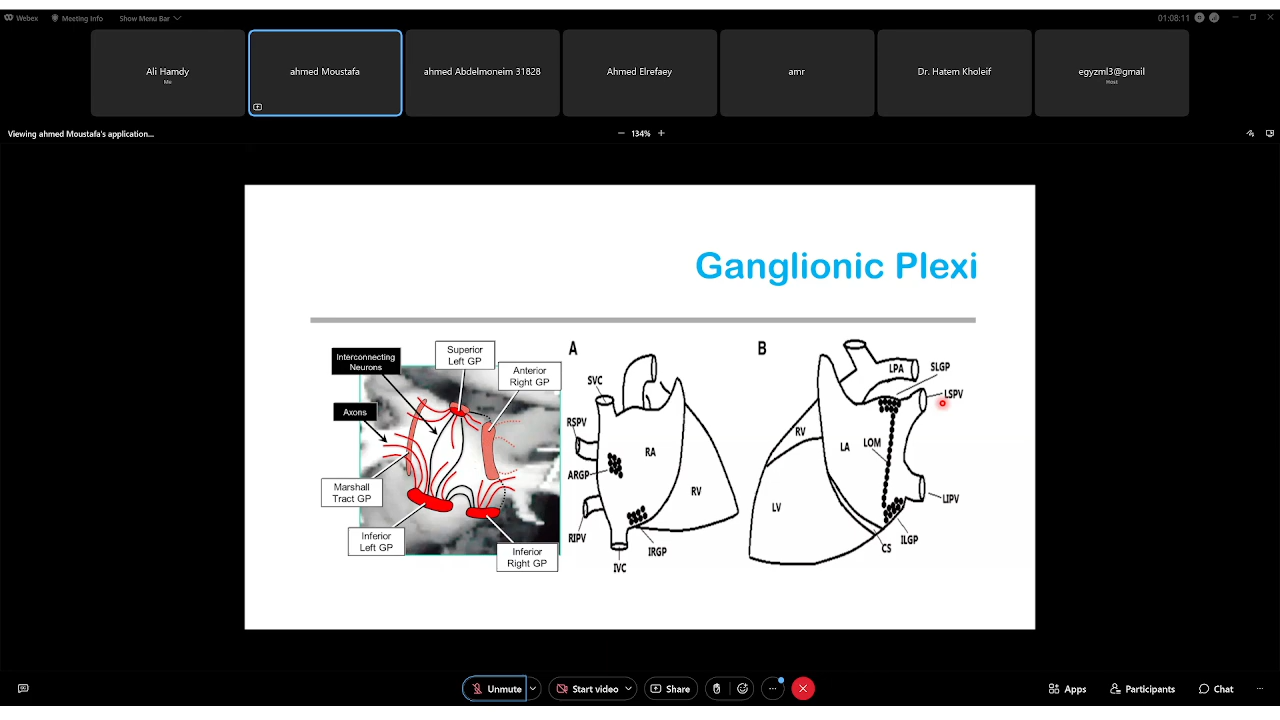 Webex
Meeting Info
Show Menu Bar
01:08:11
Ali Hamdy
Me
ahmed Moustafa
ahmed Abdelmoneim 31828
Ahmed Elrefaey
amr
Dr. Hatem Kholeif
egyzml3@gmail
Host
Viewing ahmed Moustafa's application...
134%
Ganglionic Plexi
Interconnecting
Neurons
Superior
Left GP
Anterior
Right GP
Axons
Marshall
Tract GP
Inferior
Left GP
Inferior
Right GP
A
SVC
RSPV
RA
ARGP
RV
RIPV
IRGP
IVC
B
LPA
SLGP
LSPV
RV
LA
LOM
LV
LIPV
ILGP
CS
Unmute
Start video
Share
Apps
Participants
Chat